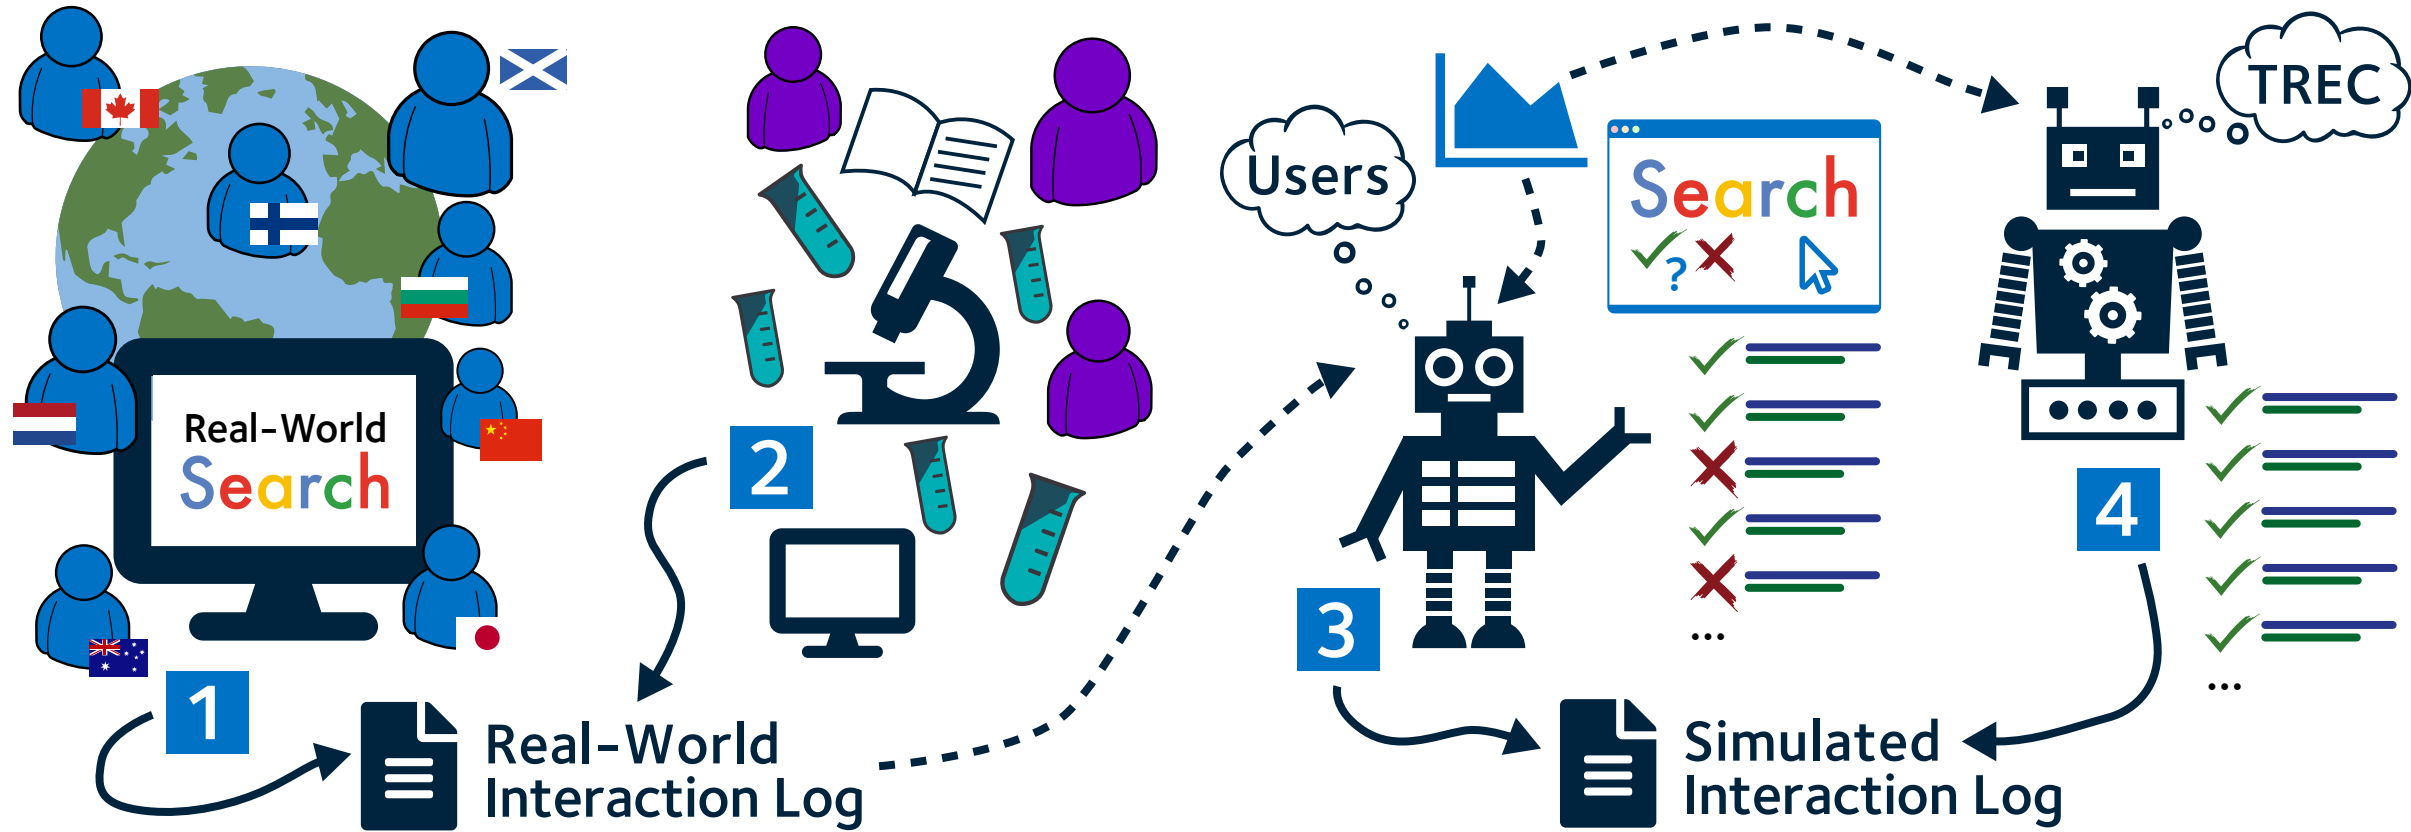 Real-World
Search
1
Real-World
Interaction Log
2
Users
Search
?
3
...
Simulated
Interaction Log
TREC
4
...